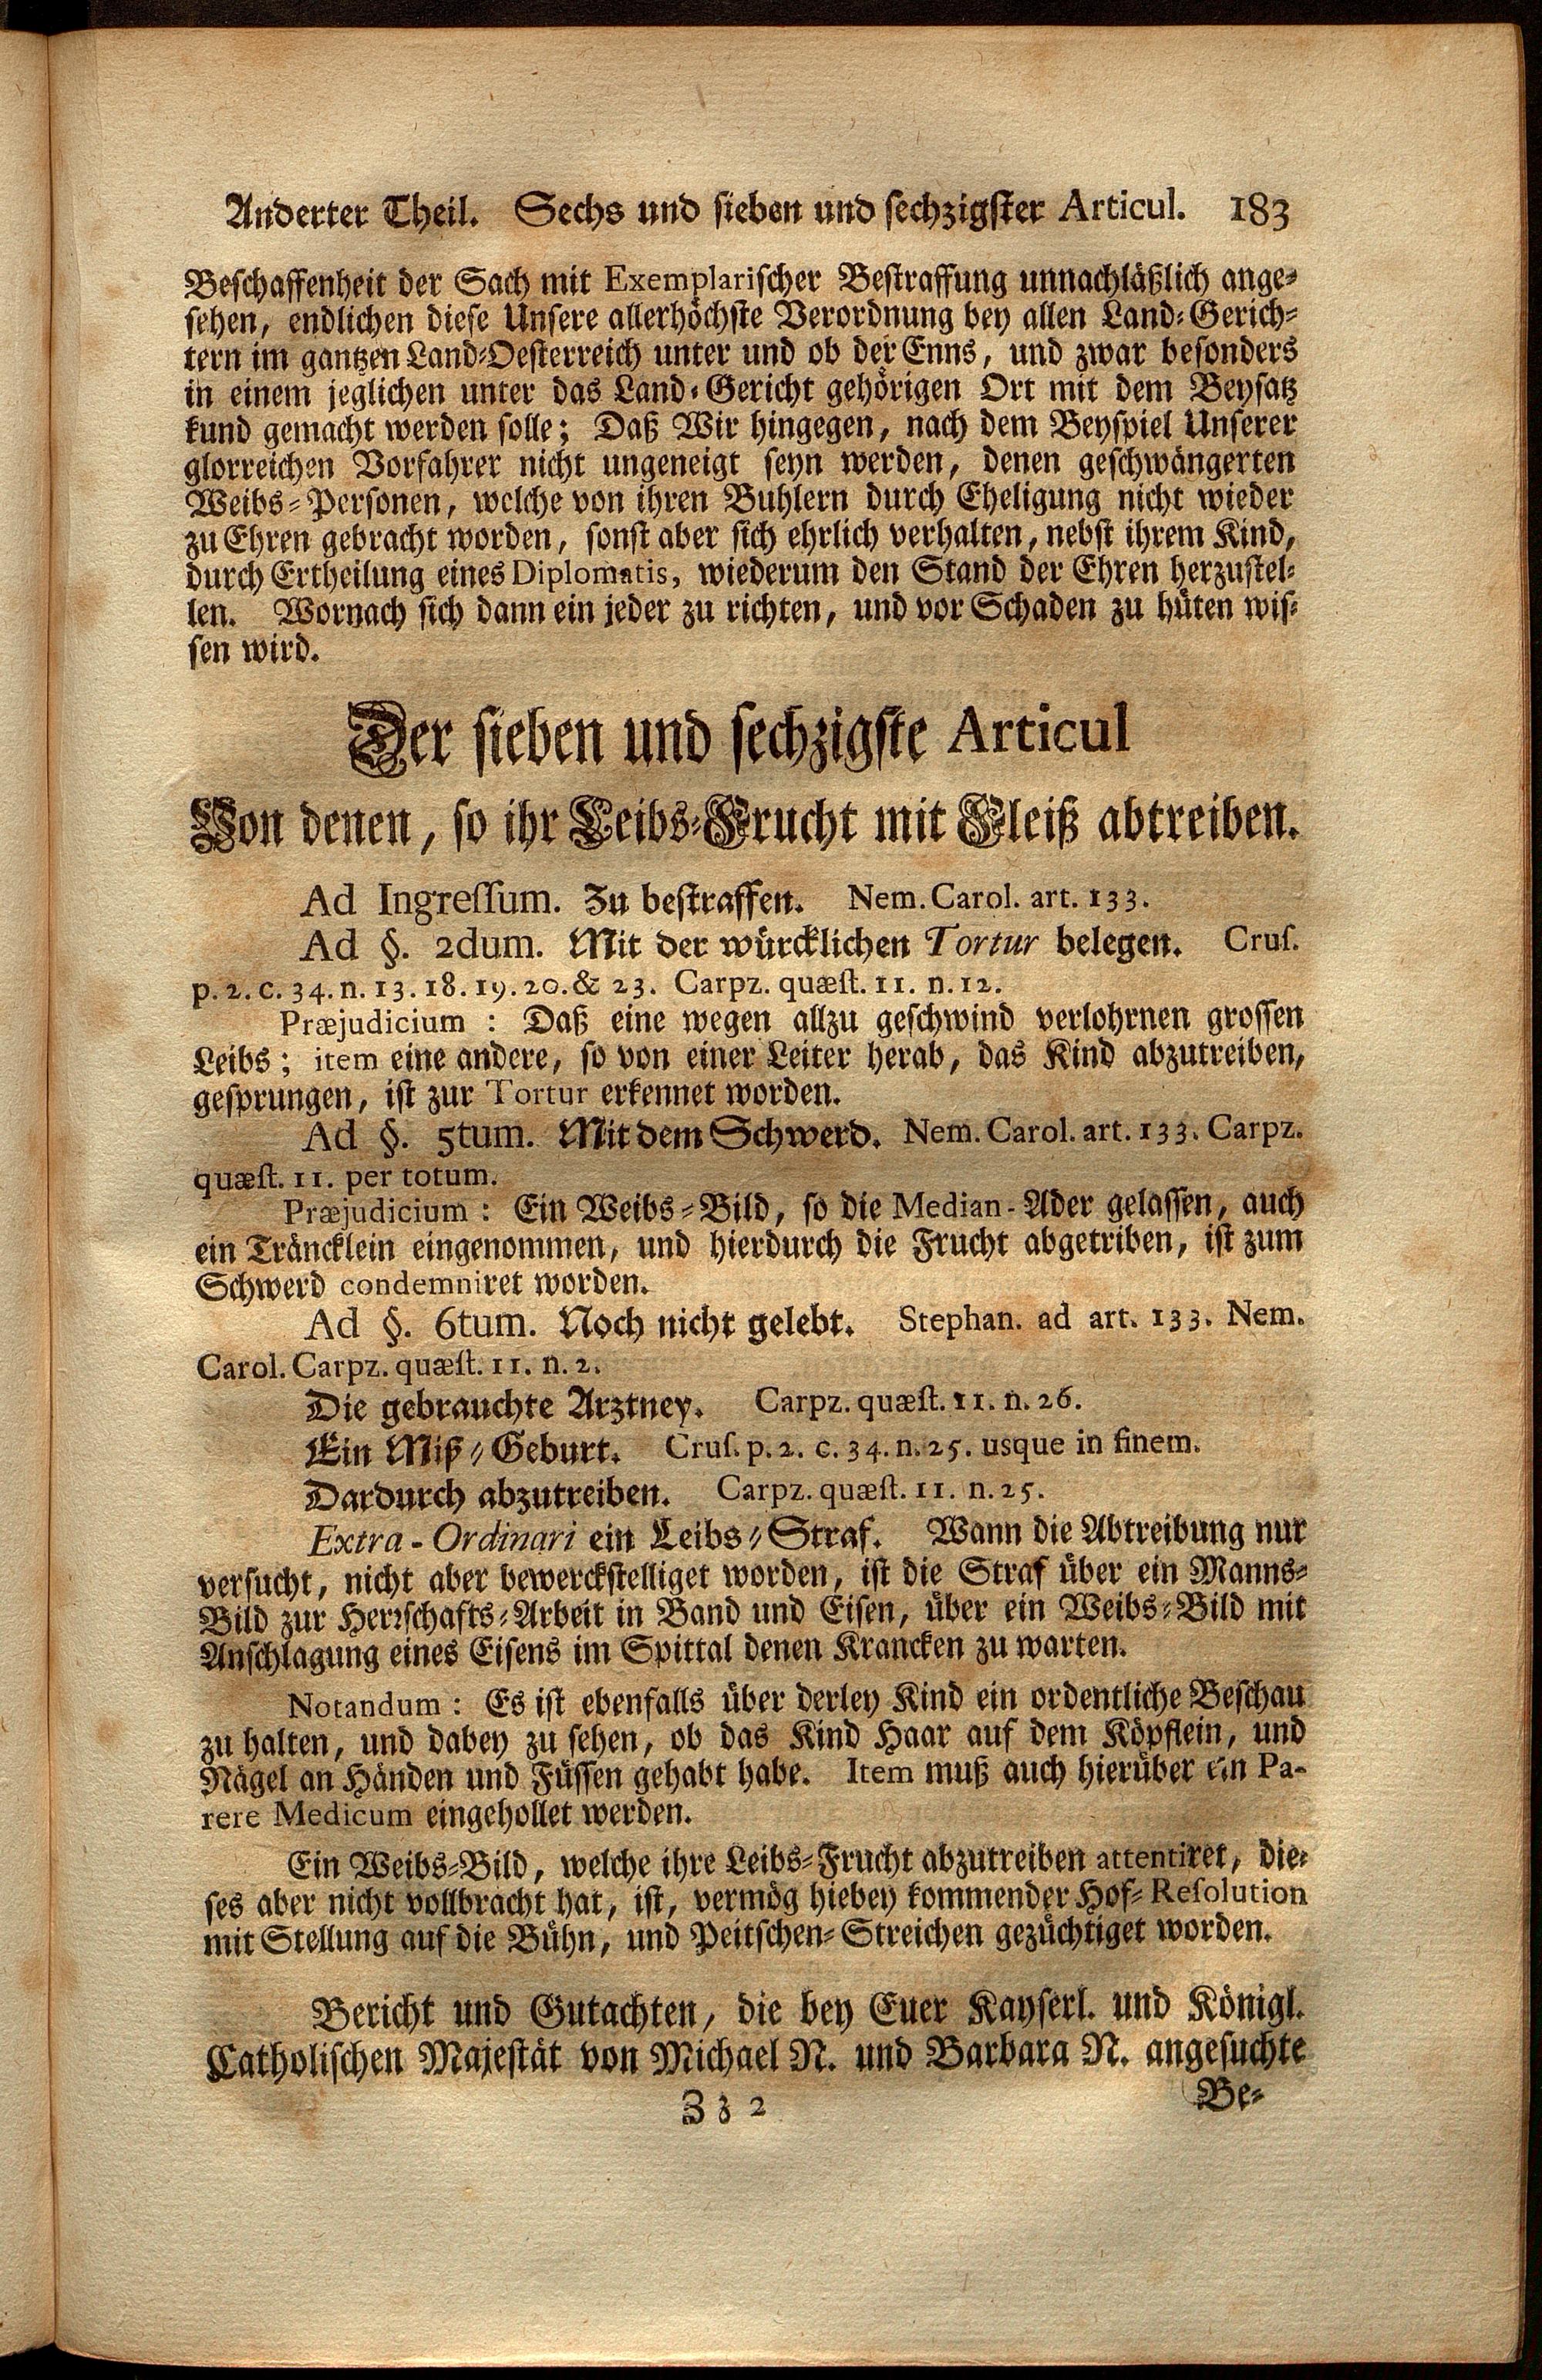 Anderter Theil. Sechs und sieben und sechzigster Articul. 183
Beschaffenheit der Sach mit Exemplarischer Bestraffung unnachläßlich ange-
sehen, endlichen diese Unsere allerhöchste Verordnung bey allen Land-Gerich-
tern im gantzen Land-Oesterreich unter und ob der Enns, und zwar besonders
in einem jeglichen unter das Land-Gericht gehörigen Ort mit dem Beysatz
kund gemacht werden solle; Daß Wir hingegen, nach dem Beyspiel Unserer
glorreichen Vorfahrer nicht ungeneigt seyn werden, denen geschwängerten
Weibs-Personen, welche von ihren Buhlern durch Eheligung nicht wieder
zu Ehren gebracht worden, sonst aber sich ehrlich verhalten, nebst ihrem Kind,
durch Ertheilung eines Diplomatis, wiederum den Stand der Ehren herzustel-
len. Wornach sich dann ein jeder zu richten, und vor Schaden zu hüten wis-
sen wird.
Der sieben und sechzigste Articul
Von denen, so ihr Leibs-Frucht mit Fleiß abtreiben.
Ad Ingressum. Zu bestraffen. Nem. Carol. art. 133.
Ad §. 2dum. Mit der würcklichen Tortur belegen. Crus.
p. 2. c. 34. n. 13. 18. 19. 20. & 23. Carpz. quæst. 11. n. 12.
Præjudicium : Daß eine wegen allzu geschwind verlohrnen grossen
Leibs; item eine andere, so von einer Leiter herab, das Kind abzutreiben,
gesprungen, ist zur Tortur erkennet worden.
Ad §. 5tum. Mit dem Schwerd. Nem. Carol. art. 133. Carpz.
quæst. 11. per totum.
Præjudicium : Ein Weibs-Bild, so die Median-Ader gelassen, auch
ein Träncklein eingenommen, und hierdurch die Frucht abgetriben, ist zum
Schwerd condemniret worden.
Ad §. 6tum. Noch nicht gelebt. Stephan. ad art. 133. Nem.
Carol. Carpz. quæst. 11. n. 2.
Die gebrauchte Arztney. Carpz. quæst. 11. n. 26.
Ein Miß-Geburt. Crus. p. 2. c. 34. n. 25. usque in finem.
Dardurch abzutreiben. Carpz. quæst. 11. n. 25.
Extra-Ordinari ein Leibs-Straf. Wann die Abtreibung nur
versucht, nicht aber bewerckstelliget worden, ist die Straf über ein Manns-
Bild zur Herrschafts-Arbeit in Band und Eisen, über ein Weibs-Bild mit
Anschlagung eines Eisens im Spittal denen Krancken zu warten.
Notandum : Es ist ebenfalls über derley Kind ein ordentliche Beschau
zu halten, und dabey zu sehen, ob das Kind Haar auf dem Köpflein, und
Nägel an Händen und Füssen gehabt habe. Item muß auch hierüber ein Pa-
rere Medicum eingehollet werden.
Ein Weibs-Bild, welche ihre Leibs-Frucht abzutreiben attentiret, die-
ses aber nicht vollbracht hat, ist, vermög hiebey kommender Hof-Resolution
mit Stellung auf die Bühn, und Peitschen-Streichen gezüchtiget worden.
Bericht und Gutachten, die bey Euer Kayserl. und Königl.
Catholischen Majestät von Michael N. und Barbara N. angesuchte
Z z 2 Be-